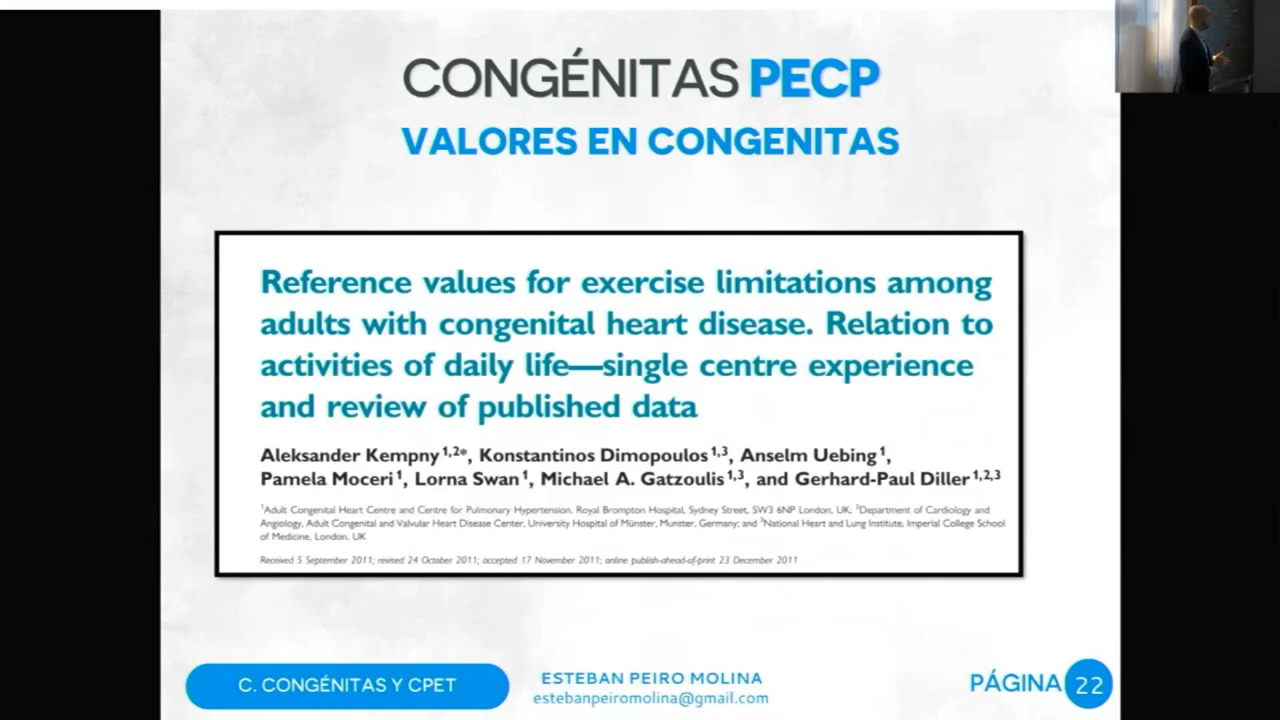 CONGÉNITAS PECP
VALORES EN CONGENITAS
Reference values for exercise limitations among
adults with congenital heart disease. Relation to
activities of daily life—single centre experience
and review of published data
Aleksander Kempny 1,2*, Konstantinos Dimopoulos 1,3, Anselm Uebing 1,
Pamela Moceri 1, Lorna Swan 1, Michael A. Gatzoulis 1,3, and Gerhard-Paul Diller 1,2,3
1Adult Congenital Heart Centre and Centre for Pulmonary Hypertension, Royal Brompton Hospital, Sydney Street, SW3 6NP London, UK; 2Department of Cardiology and
Angiology, Adult Congenital and Valvular Heart Disease Center, University Hospital of Münster, Munster, Germany; and 3National Heart and Lung Institute, Imperial College School
of Medicine, London, UK
Received 5 September 2011; revised 24 October 2011; accepted 17 November 2011; online publish-ahead-of-print 23 December 2011
C. CONGÉNITAS Y CPET
ESTEBAN PEIRO MOLINA
estebanpeiromolina@gmail.com
PÁGINA 22